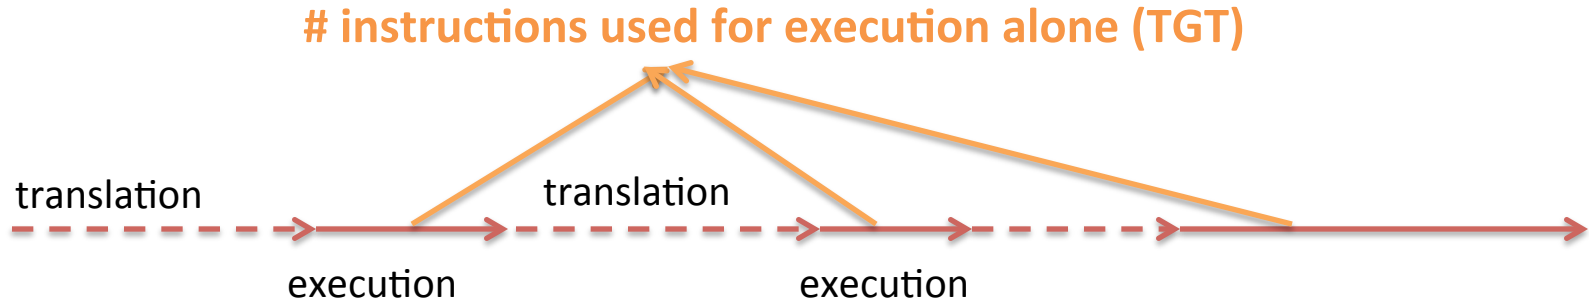 # instructions used for execution alone (TGT)
translation
translation
execution
execution